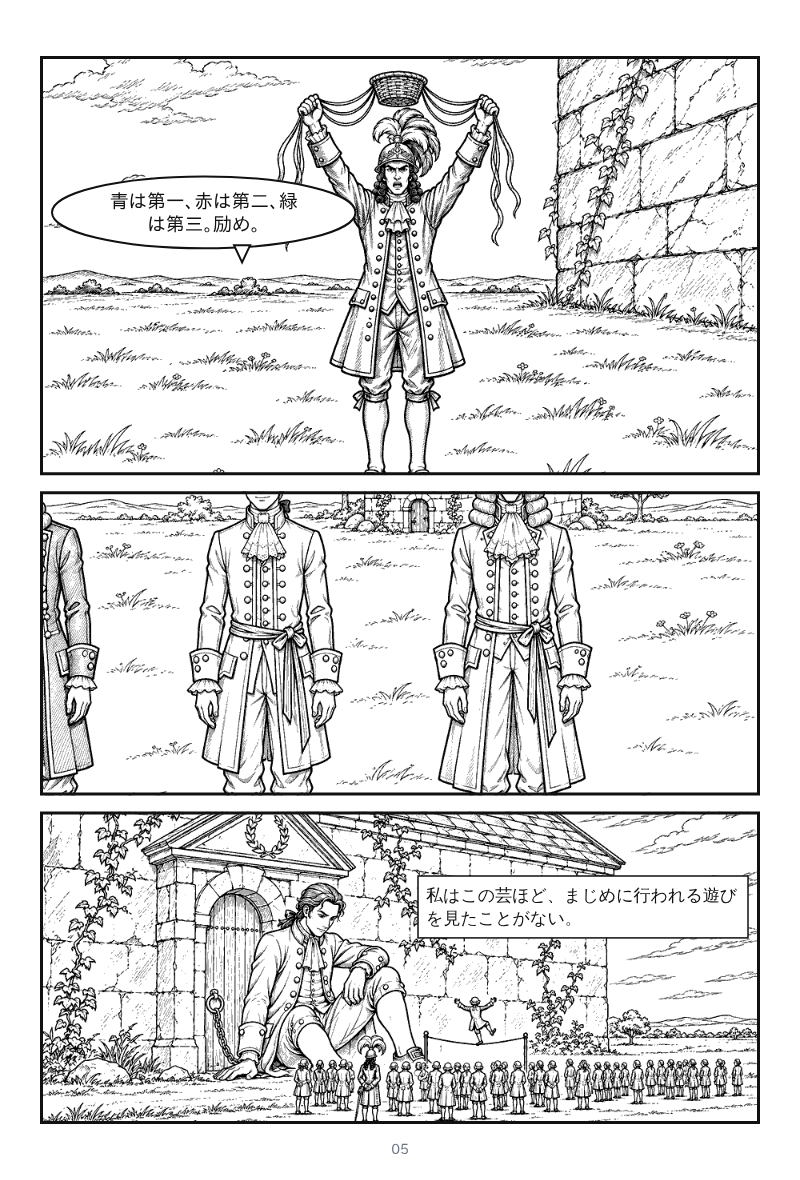 青は第一、赤は第二、緑
は第三。励め。
私はこの芸ほど、まじめに行われる遊び
を見たことがない。
05